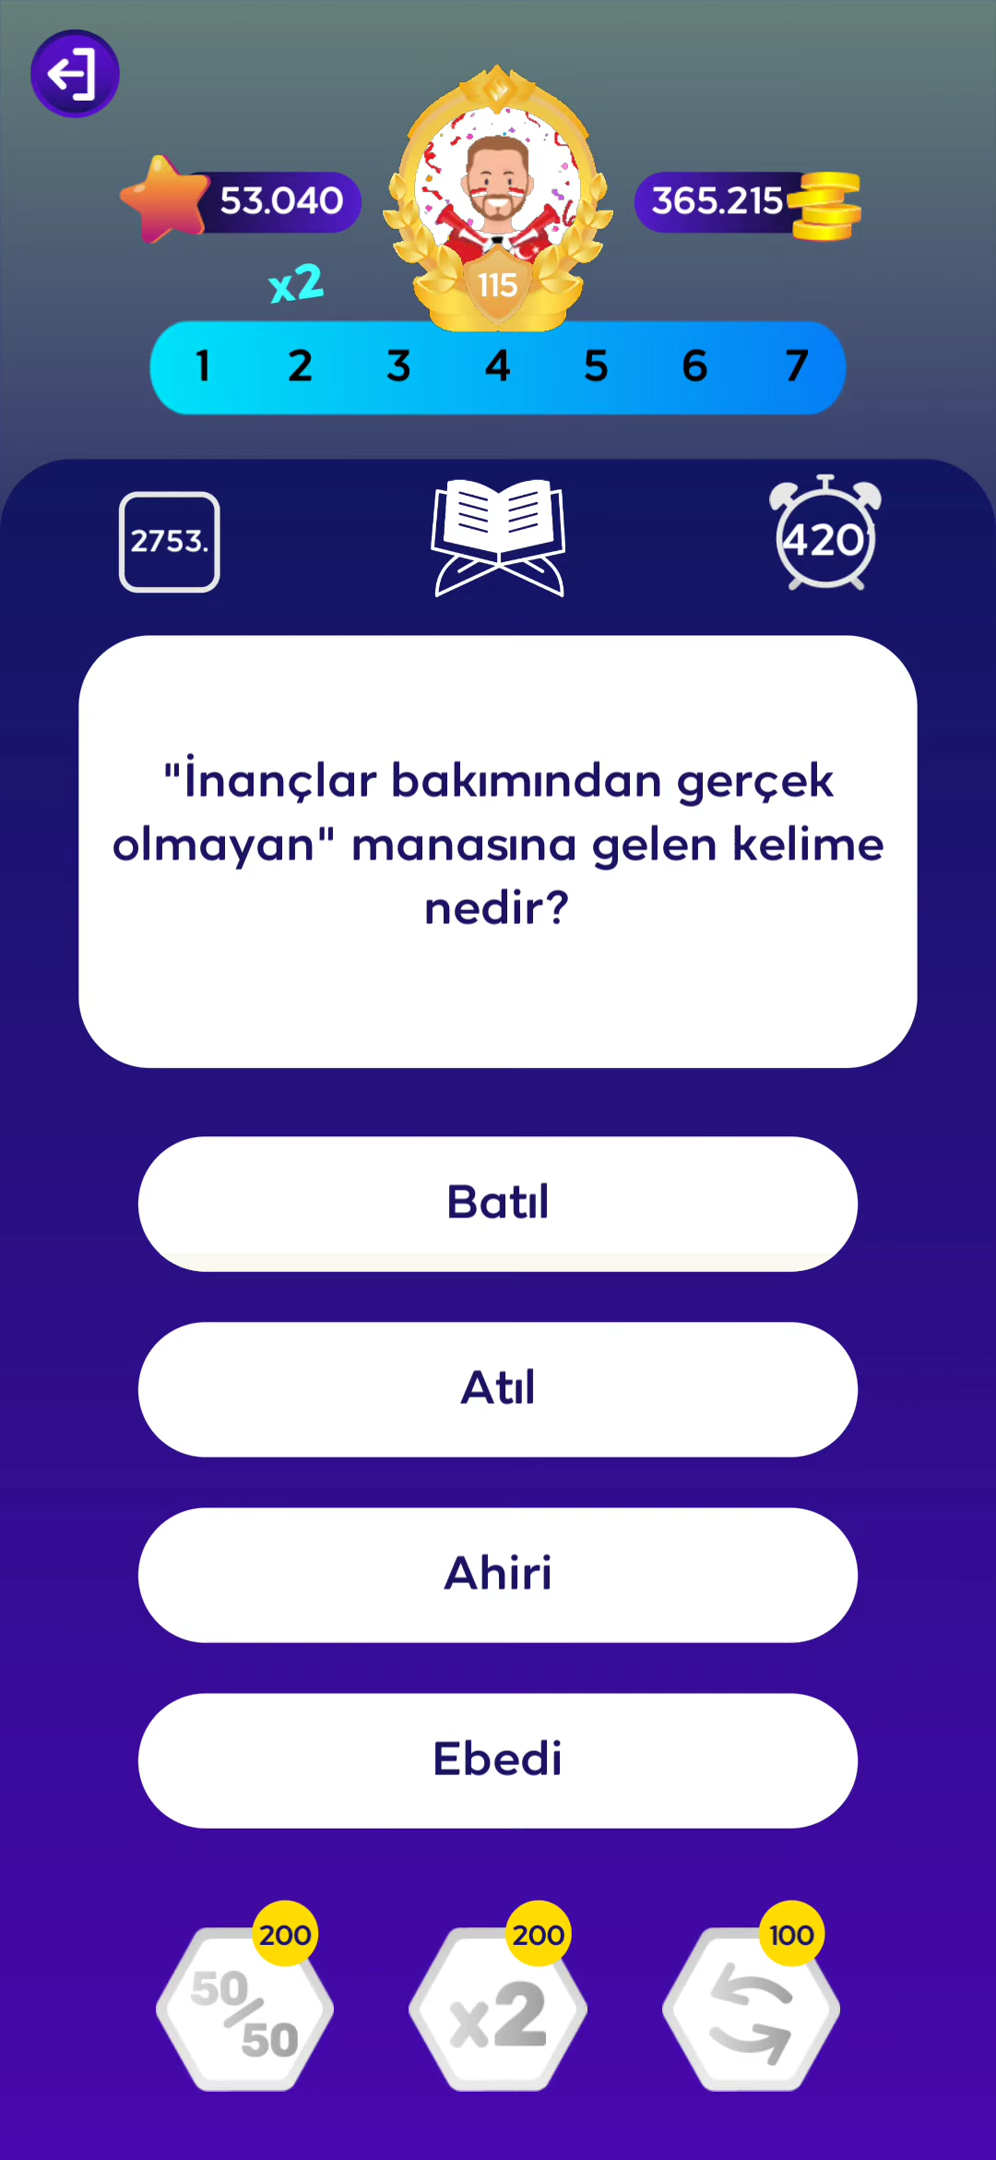 53.040
365.215
115
x2
1 2 3 4 5 6 7
2753.
420
"İnançlar bakımından gerçek
olmayan" manasına gelen kelime
nedir?
Batıl
Atıl
Ahiri
Ebedi
200
200
100
50/50
x2